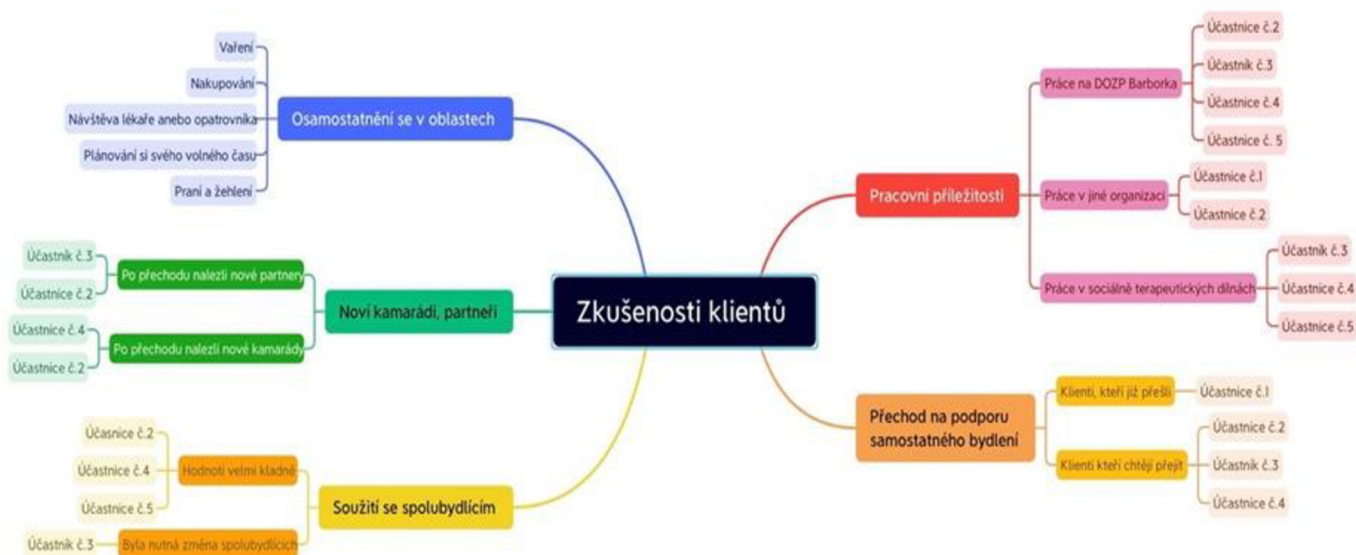 Zkušenosti klientů
Osamostatnění se v oblastech
Vaření
Nakupování
Návštěva lékaře anebo opatrovníka
Plánování si svého volného času
Praní a žehlení
Noví kamarádi, partneři
Po přechodu nalezli nové partnery
Účastník č.3
Účastnice č.2
Po přechodu nalezli nové kamarády
Účastnice č.4
Účastnice č.2
Soužití se spolubydlícím
Hodnotí velmi kladně
Účasnice č.2
Účastnice č.4
Účastnice č.5
Byla nutná změna spolubydlících
Účastník č.3
Pracovní příležitosti
Práce na DOZP Barborka
Účastnice č.2
Účastník č.3
Účastnice č.4
Účastnice č. 5
Práce v jiné organizaci
Účastnice č.1
Účastnice č.2
Práce v sociálně terapeutických dílnách
Účastník č.3
Účastnice č.4
Účastnice č.5
Přechod na podporu
samostatného bydlení
Klienti, kteří již přešli
Účastnice č.1
Klienti kteří chtějí přejít
Účastnice č.2
Účastník č.3
Účastnice č.4